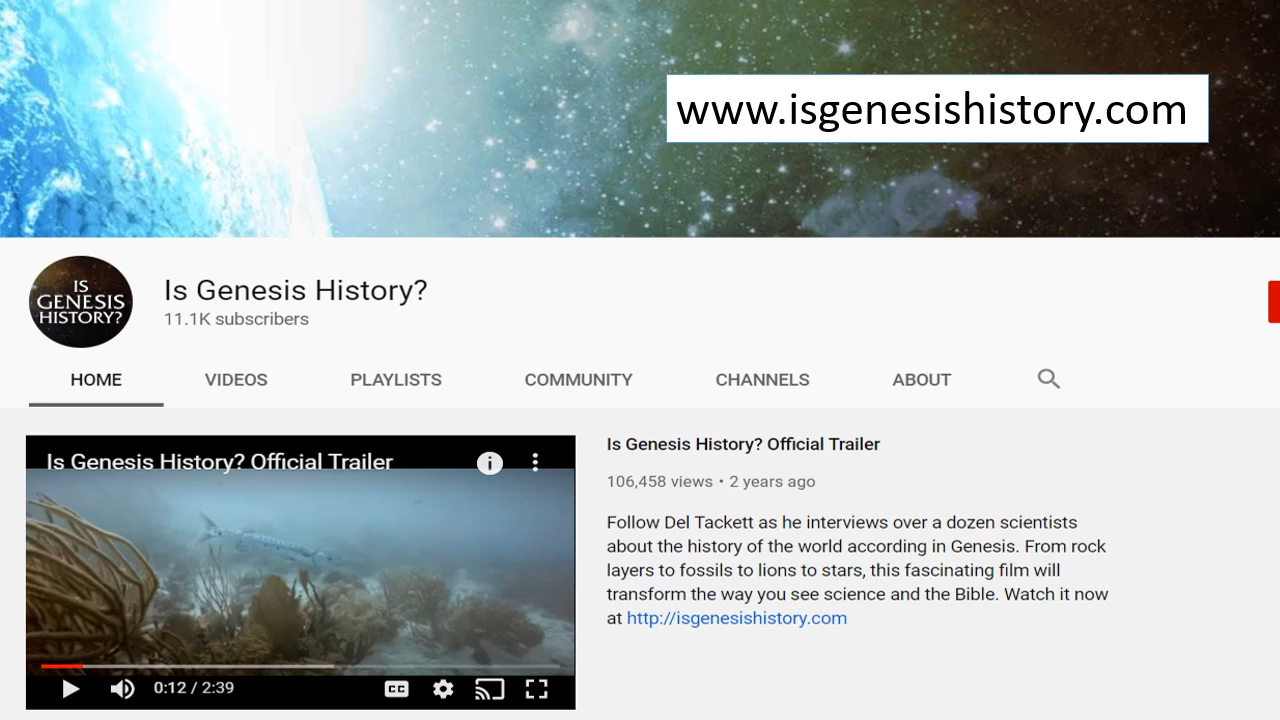 www.isgenesishistory.com
IS
GENESIS
HISTORY?
Is Genesis History?
11.1K subscribers
HOME VIDEOS PLAYLISTS COMMUNITY CHANNELS ABOUT
Is Genesis History? Official Trailer
0:12 / 2:39
CC
Is Genesis History? Official Trailer
106,458 views • 2 years ago
Follow Del Tackett as he interviews over a dozen scientists
about the history of the world according in Genesis. From rock
layers to fossils to lions to stars, this fascinating film will
transform the way you see science and the Bible. Watch it now
at http://isgenesishistory.com